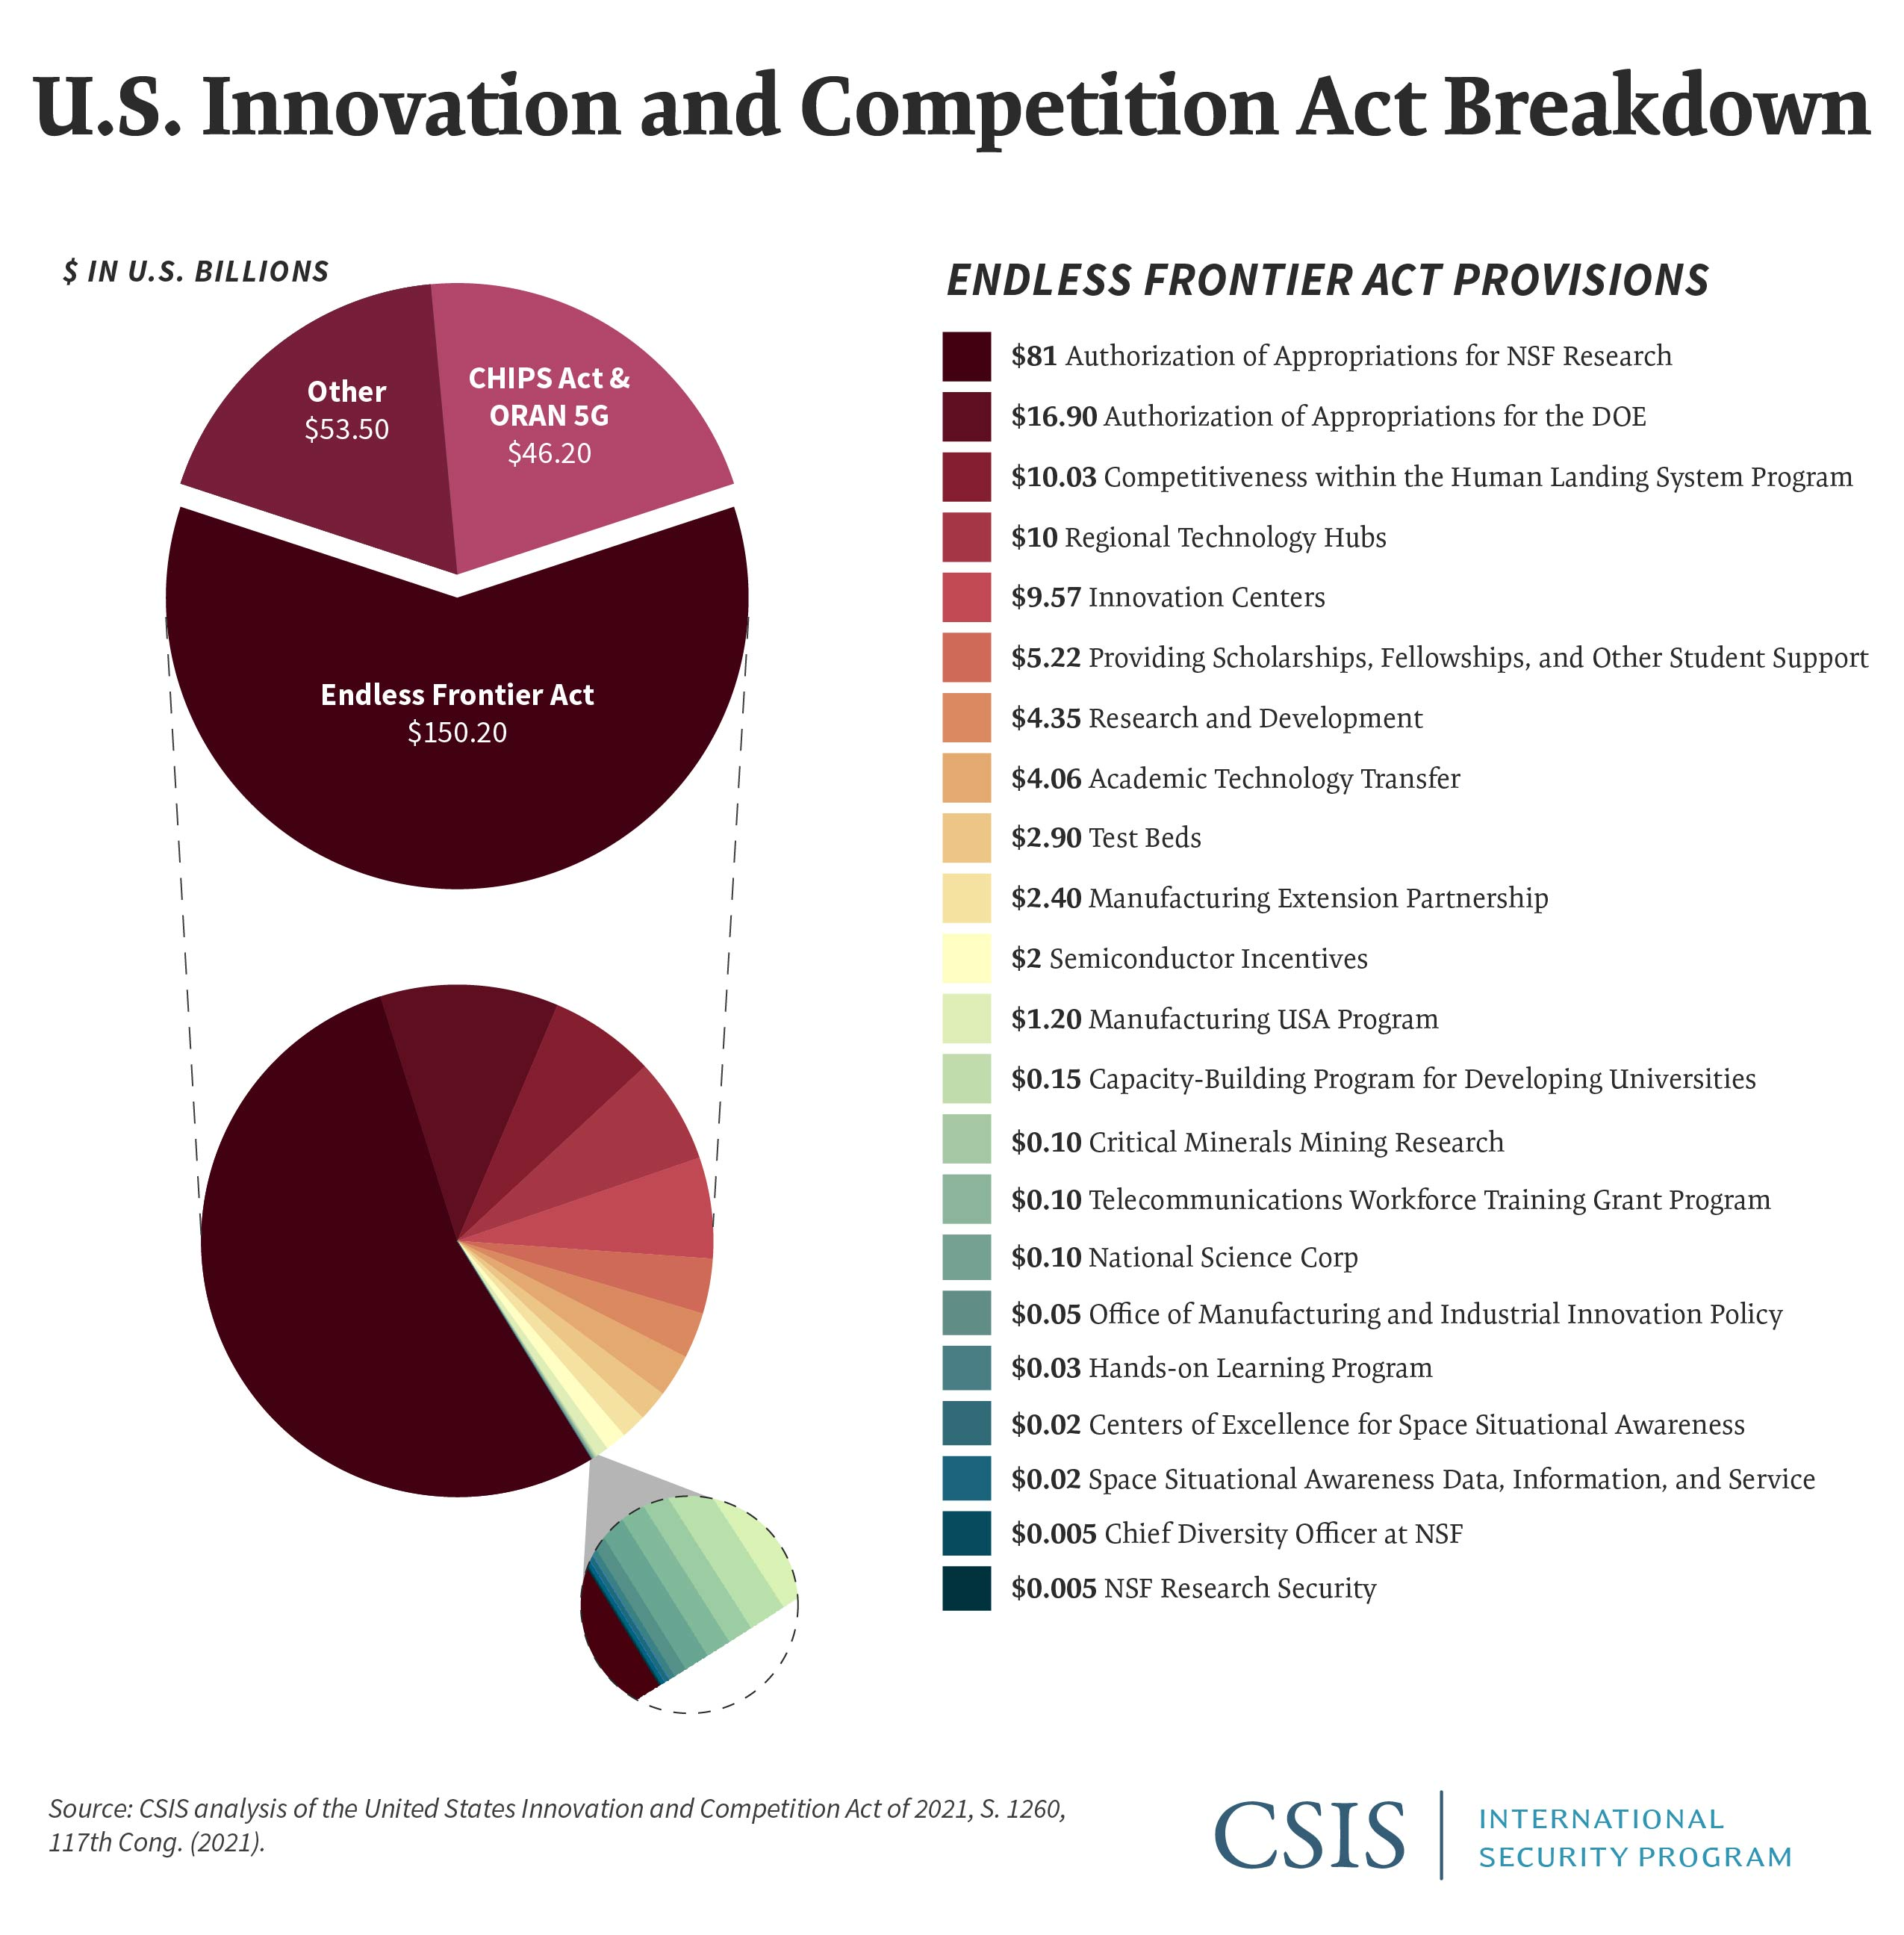 U.S. Innovation and Competition Act Breakdown
$ IN U.S. BILLIONS
Other
$53.50
CHIPS Act &
ORAN 5G
$46.20
Endless Frontier Act
$150.20
ENDLESS FRONTIER ACT PROVISIONS
$81 Authorization of Appropriations for NSF Research
$16.90 Authorization of Appropriations for the DOE
$10.03 Competitiveness within the Human Landing System Program
$10 Regional Technology Hubs
$9.57 Innovation Centers
$5.22 Providing Scholarships, Fellowships, and Other Student Support
$4.35 Research and Development
$4.06 Academic Technology Transfer
$2.90 Test Beds
$2.40 Manufacturing Extension Partnership
$2 Semiconductor Incentives
$1.20 Manufacturing USA Program
$0.15 Capacity-Building Program for Developing Universities
$0.10 Critical Minerals Mining Research
$0.10 Telecommunications Workforce Training Grant Program
$0.10 National Science Corp
$0.05 Office of Manufacturing and Industrial Innovation Policy
$0.03 Hands-on Learning Program
$0.02 Centers of Excellence for Space Situational Awareness
$0.02 Space Situational Awareness Data, Information, and Service
$0.005 Chief Diversity Officer at NSF
$0.005 NSF Research Security
Source: CSIS analysis of the United States Innovation and Competition Act of 2021, S. 1260,
117th Cong. (2021).
CSIS
INTERNATIONAL
SECURITY PROGRAM